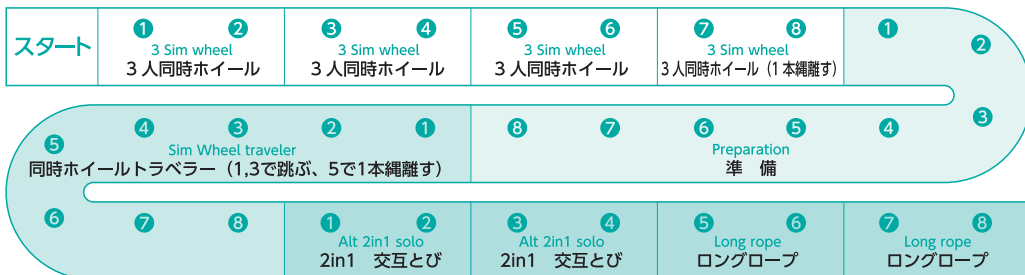 スタート
❶ ❷
3 Sim wheel
3人同時ホイール
❸ ❹
3 Sim wheel
3人同時ホイール
❺ ❻
3 Sim wheel
3人同時ホイール
❼ ❽
3 Sim wheel
3人同時ホイール(1本縄離す)
❶ ❷ ❸ ❹ ❺ ❻ ❼ ❽
Preparation
準 備
❶ ❷ ❸ ❹ ❺
Sim Wheel traveler
同時ホイールトラベラー(1,3で跳ぶ、5で1本縄離す)
❻ ❼ ❽
❶ ❷
Alt 2in1 solo
2in1 交互とび
❸ ❹
Alt 2in1 solo
2in1 交互とび
❺ ❻
Long rope
ロングロープ
❼ ❽
Long rope
ロングロープ